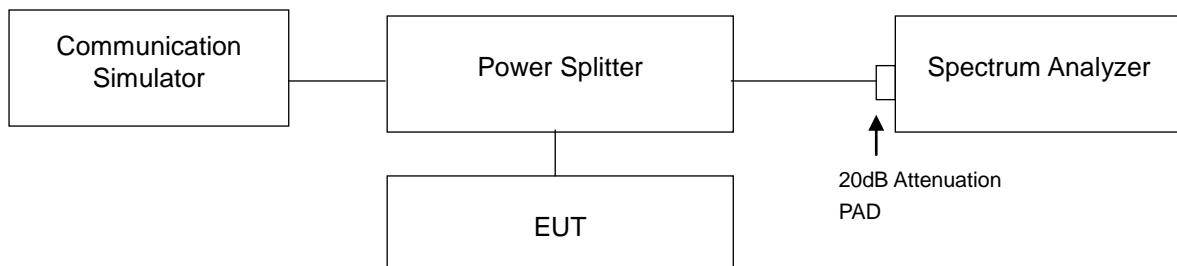 Communication
Simulator
Power Splitter
Spectrum Analyzer
20dB Attenuation
PAD
EUT